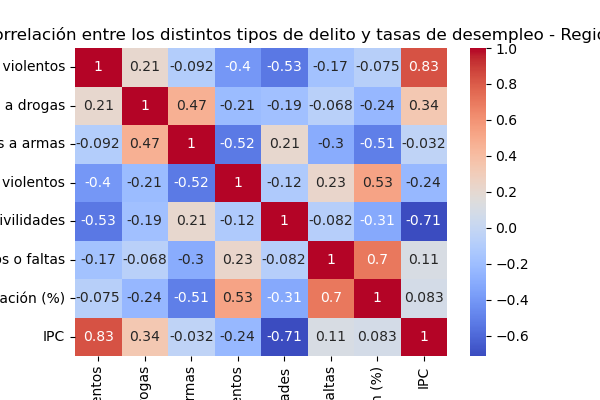 orrelación entre los distintos tipos de delito y tasas de desempleo - Regio
violentos 1 0.21 -0.092 -0.4 -0.53 -0.17 -0.075 0.83
a drogas 0.21 1 0.47 -0.21 -0.19 -0.068 -0.24 0.34
s a armas -0.092 0.47 1 -0.52 0.21 -0.3 -0.51 -0.032
violentos -0.4 -0.21 -0.52 1 -0.12 0.23 0.53 -0.24
ivilidades -0.53 -0.19 0.21 -0.12 1 -0.082 -0.31 -0.71
os o faltas -0.17 -0.068 -0.3 0.23 -0.082 1 0.7 0.11
ación (%) -0.075 -0.24 -0.51 0.53 -0.31 0.7 1 0.083
IPC 0.83 0.34 -0.032 -0.24 -0.71 0.11 0.083 1
entos
rogas
rmas
entos
ades
altas
n (%)
IPC
1.0
0.8
0.6
0.4
0.2
0.0
−0.2
−0.4
−0.6